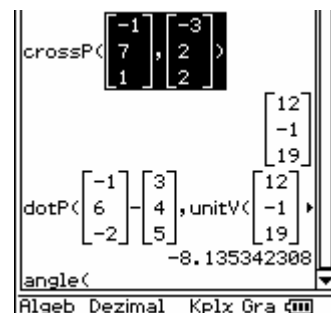 crossP([-1 7 1],[-3 2 2])
[12 -1 19]
dotP([-1 6 -2]-[3 4 5],unitV([12 -1 19]
-8.135342308
angle(
Algeb Dezimal Kplx Gra